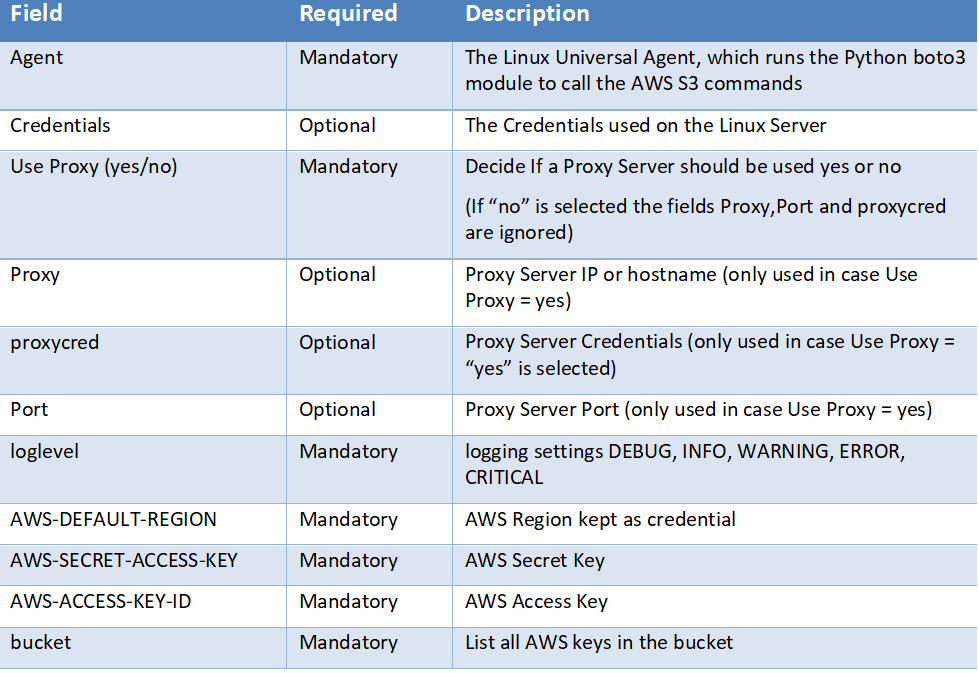 Field Required Description
Agent Mandatory The Linux Universal Agent, which runs the Python boto3
module to call the AWS S3 commands
Credentials Optional The Credentials used on the Linux Server
Use Proxy (yes/no) Mandatory Decide If a Proxy Server should be used yes or no
(If “no” is selected the fields Proxy,Port and proxycred
are ignored)
Proxy Optional Proxy Server IP or hostname (only used in case Use
Proxy = yes)
proxycred Optional Proxy Server Credentials (only used in case Use Proxy =
“yes” is selected)
Port Optional Proxy Server Port (only used in case Use Proxy = yes)
loglevel Mandatory logging settings DEBUG, INFO, WARNING, ERROR,
CRITICAL
AWS-DEFAULT-REGION Mandatory AWS Region kept as credential
AWS-SECRET-ACCESS-KEY Mandatory AWS Secret Key
AWS-ACCESS-KEY-ID Mandatory AWS Access Key
bucket Mandatory List all AWS keys in the bucket